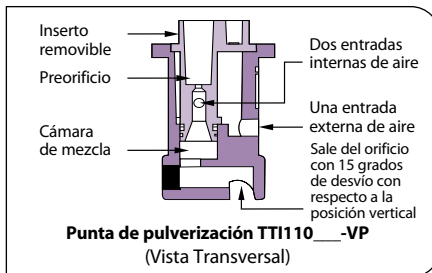 Inserto
removible
Preorificio
Cámara
de mezcla
Dos entradas
internas de aire
Una entrada
externa de aire
Sale del orificio
con 15 grados
de desvío con
respecto a la
posición vertical
Punta de pulverización TTI110___-VP
(Vista Transversal)